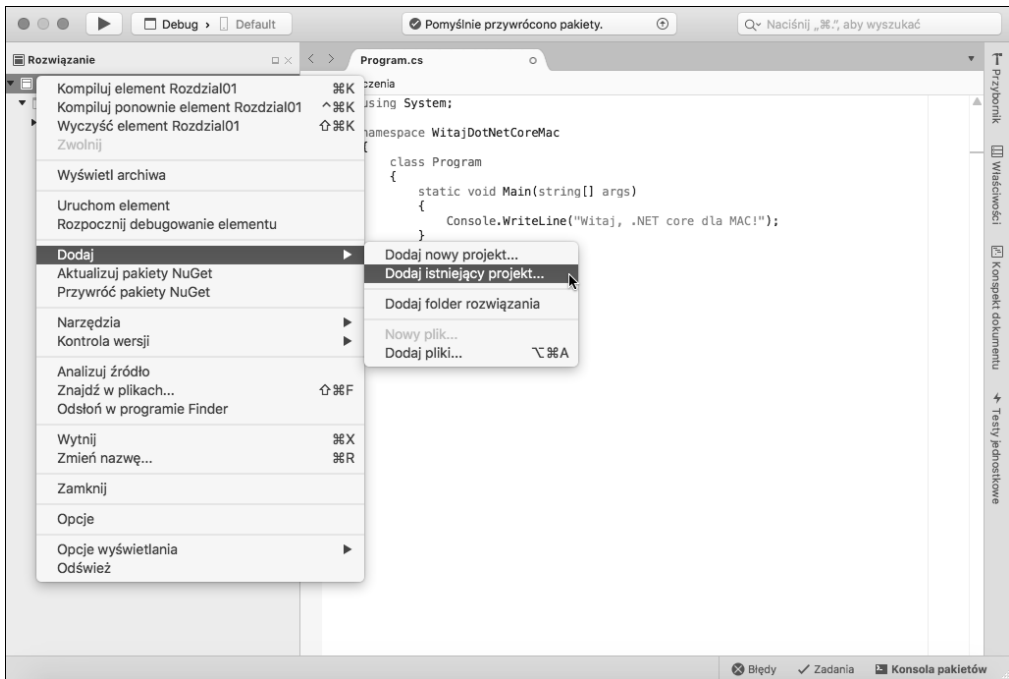 Debug › Default
Pomyślnie przywrócono pakiety.
Naciśnij „⌘.”, aby wyszukać
Rozwiązanie
Program.cs
czenia
using System;
namespace WitajDotNetCoreMac
{
class Program
{
static void Main(string[] args)
{
Console.WriteLine("Witaj, .NET core dla MAC!");
}
Kompiluj element Rozdzial01 ⌘K
Kompiluj ponownie element Rozdzial01 ^⌘K
Wyczyść element Rozdzial01 ⇧⌘K
Zwolnij
Wyświetl archiwa
Uruchom element
Rozpocznij debugowanie elementu
Dodaj
Aktualizuj pakiety NuGet
Przywróć pakiety NuGet
Narzędzia
Kontrola wersji
Analizuj źródło
Znajdź w plikach... ⇧⌘F
Odsłoń w programie Finder
Wytnij ⌘X
Zmień nazwę... ⌘R
Zamknij
Opcje
Opcje wyświetlania
Odśwież
Dodaj nowy projekt...
Dodaj istniejący projekt...
Dodaj folder rozwiązania
Nowy plik...
Dodaj pliki... ⌥⌘A
Przybornik
Właściwości
Konspekt dokumentu
Testy jednostkowe
Błędy
Zadania
Konsola pakietów